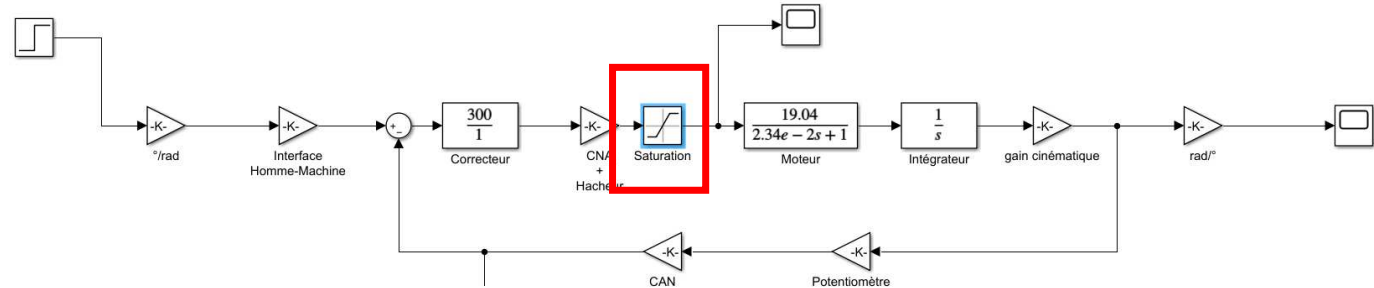 -K-
°/rad
-K-
Interface
Homme-Machine
+
-
300
1
Correcteur
-K-
CNA
+
Hacheur
Saturation
19.04
2.34e − 2s + 1
Moteur
1
s
Intégrateur
-K-
gain cinématique
-K-
rad/°
-K-
CAN
-K-
Potentiomètre